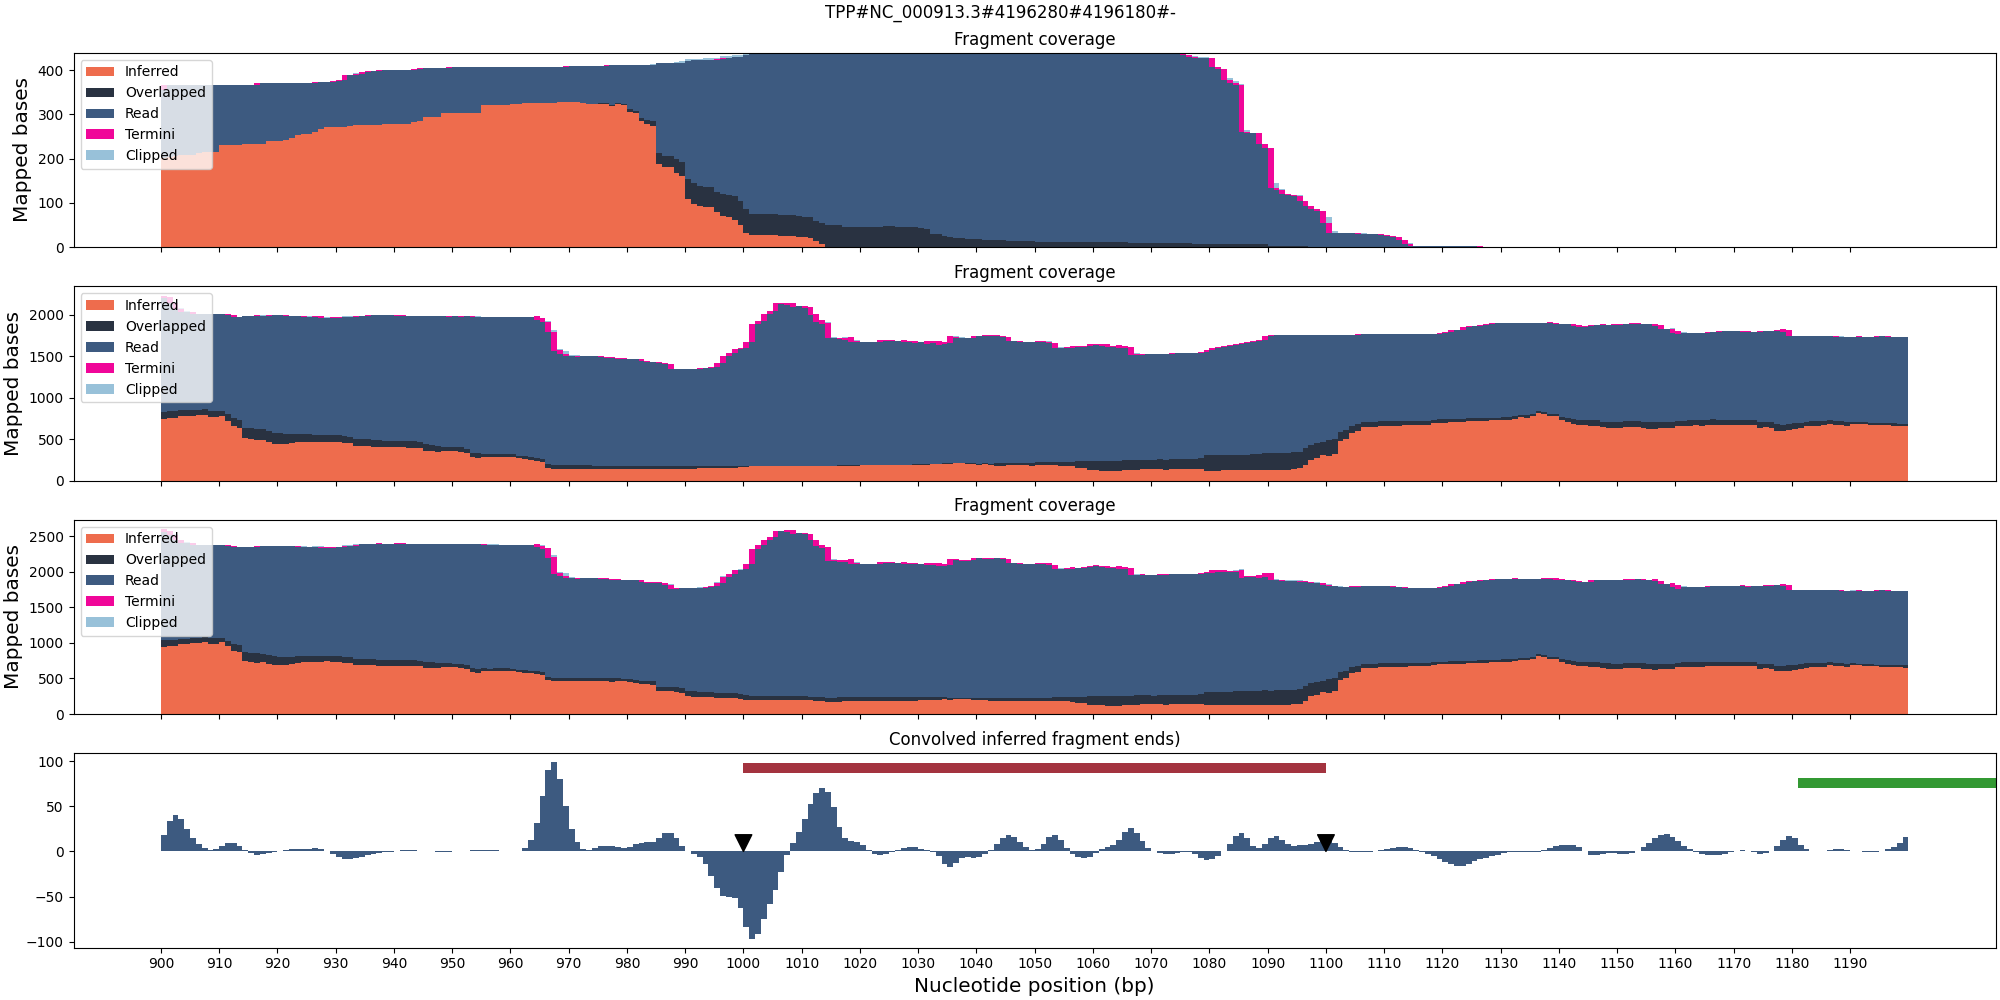 TPP#NC_000913.3#4196280#4196180#-
Fragment coverage
Mapped bases
400
300
200
100
0
Inferred
Overlapped
Read
Termini
Clipped
Fragment coverage
Mapped bases
2000
1500
1000
500
0
Inferred
Overlapped
Read
Termini
Clipped
Fragment coverage
Mapped bases
2500
2000
1500
1000
500
0
Inferred
Overlapped
Read
Termini
Clipped
Convolved inferred fragment ends)
100
50
0
−50
−100
900 910 920 930 940 950 960 970 980 990 1000 1010 1020 1030 1040 1050 1060 1070 1080 1090 1100 1110 1120 1130 1140 1150 1160 1170 1180 1190
Nucleotide position (bp)